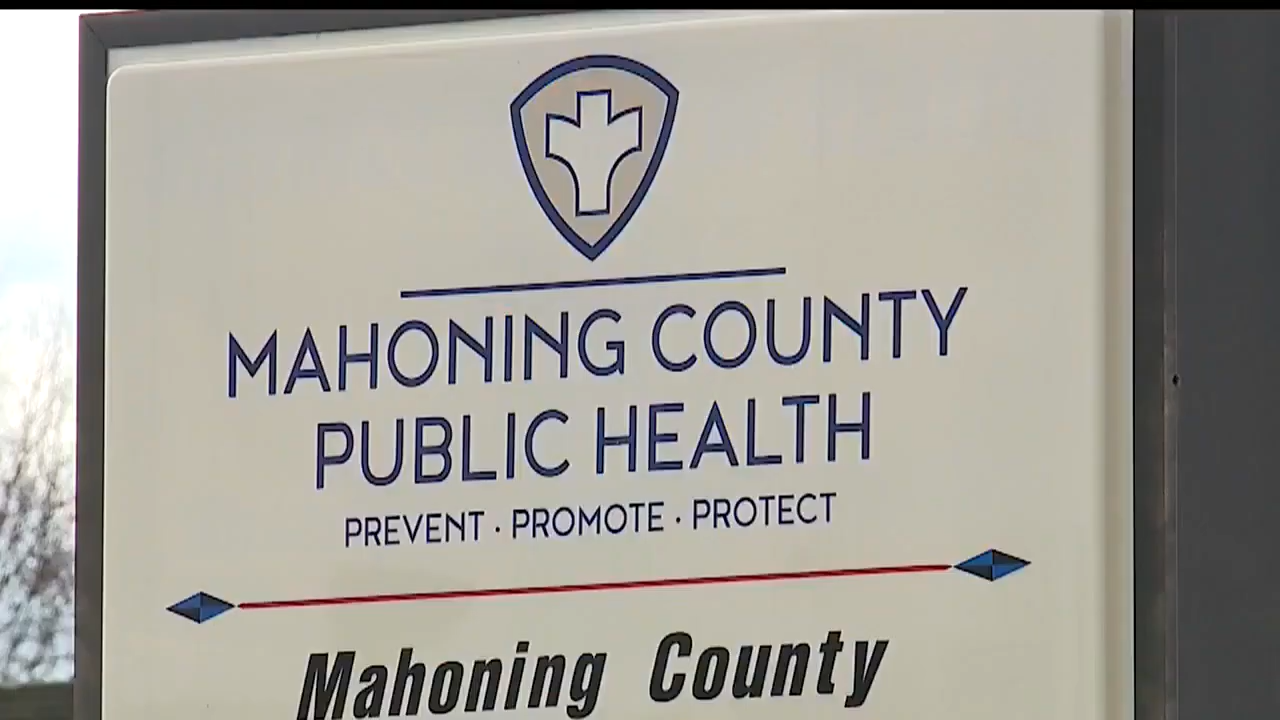 MAHONING COUNTY
PUBLIC HEALTH
PREVENT · PROMOTE · PROTECT
Mahoning County